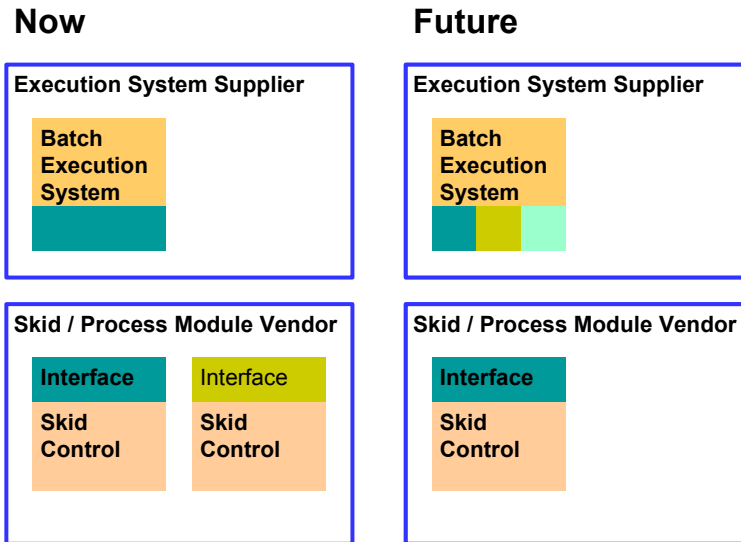 Now
Future
Execution System Supplier
Batch
Execution
System
Execution System Supplier
Batch
Execution
System
Skid / Process Module Vendor
Interface
Skid
Control
Interface
Skid
Control
Skid / Process Module Vendor
Interface
Skid
Control